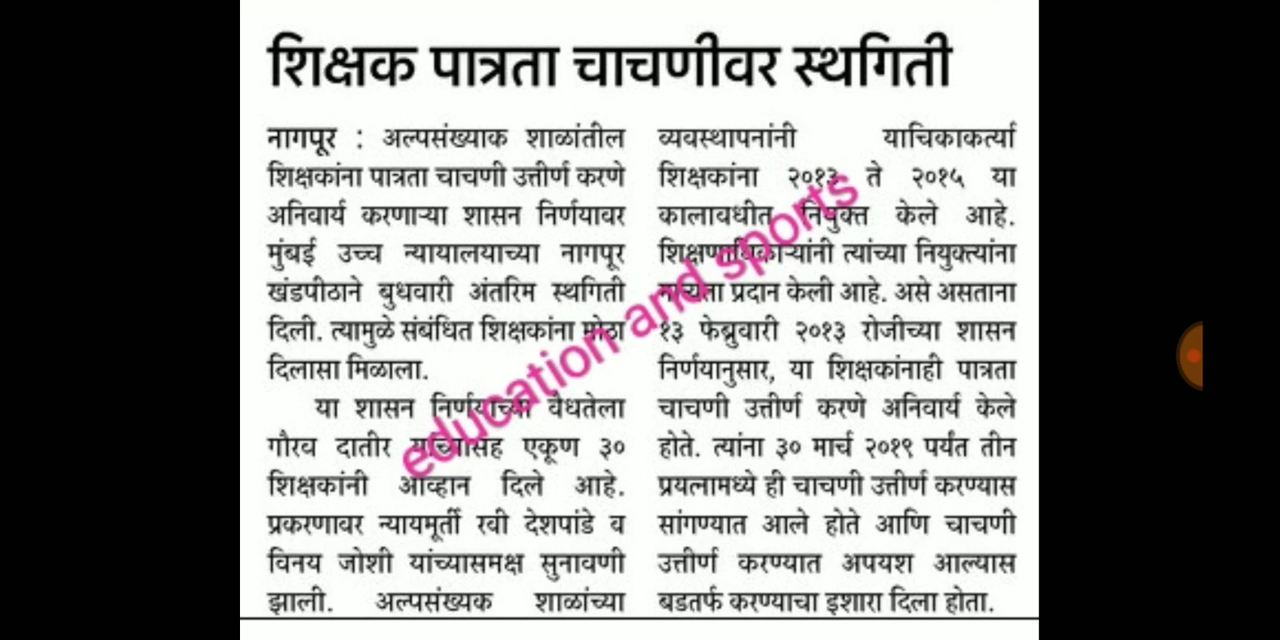 शिक्षक पात्रता चाचणीवर स्थगिती
नागपूर : अल्पसंख्याक शाळांतील
शिक्षकांना पात्रता चाचणी उत्तीर्ण करणे
अनिवार्य करणाऱ्या शासन निर्णयावर
मुंबई उच्च न्यायालयाच्या नागपूर
खंडपीठाने बुधवारी अंतरिम स्थगिती
दिली. त्यामुळे संबंधित शिक्षकांना मोठा
दिलासा मिळाला.
या शासन निर्णयाच्या वैधतेला
गौरव दातीर यांच्यासह एकूण ३०
शिक्षकांनी आव्हान दिले आहे.
प्रकरणावर न्यायमूर्ती रवी देशपांडे व
विनय जोशी यांच्यासमक्ष सुनावणी
झाली. अल्पसंख्यक शाळांच्या
व्यवस्थापनांनी याचिकाकर्त्या
शिक्षकांना २०१३ ते २०१५ या
कालावधीत नियुक्त केले आहे.
शिक्षणाधिकाऱ्यांनी त्यांच्या नियुक्त्यांना
मान्यता प्रदान केली आहे. असे असताना
१३ फेब्रुवारी २०१३ रोजीच्या शासन
निर्णयानुसार, या शिक्षकांनाही पात्रता
चाचणी उत्तीर्ण करणे अनिवार्य केले
होते. त्यांना ३० मार्च २०१९ पर्यंत तीन
प्रयत्नामध्ये ही चाचणी उत्तीर्ण करण्यास
सांगण्यात आले होते आणि चाचणी
उत्तीर्ण करण्यात अपयश आल्यास
बडतर्फ करण्याचा इशारा दिला होता.
education and sports